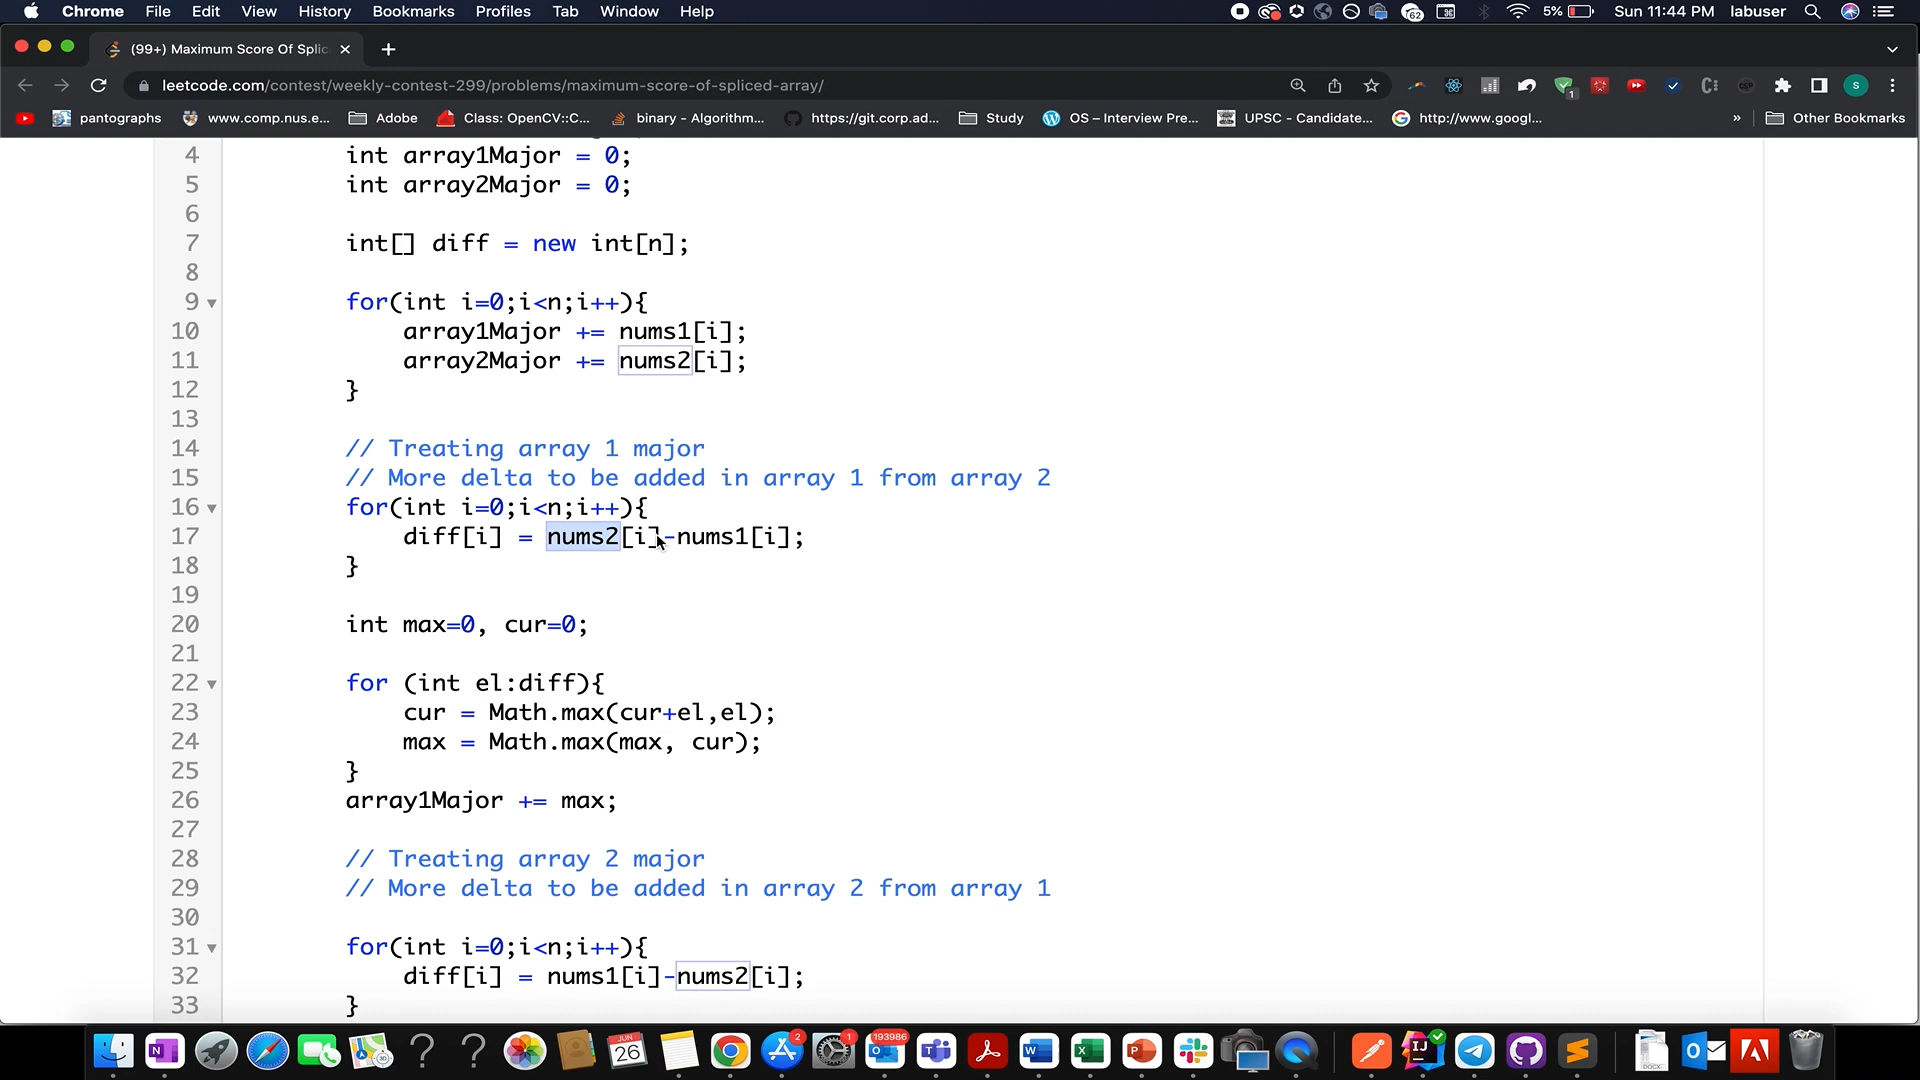 Chrome File Edit View History Bookmarks Profiles Tab Window Help 62 5% Sun 11:44 PM labuser
(99+) Maximum Score Of Splic
leetcode.com/contest/weekly-contest-299/problems/maximum-score-of-spliced-array/
pantographs www.comp.nus.e... Adobe Class: OpenCV::C... binary - Algorithm... https://git.corp.ad... Study OS – Interview Pre... UPSC - Candidate... http://www.googl... » Other Bookmarks
4 int array1Major = 0;
5 int array2Major = 0;
6
7 int[] diff = new int[n];
8
9 for(int i=0;i<n;i++){
10 array1Major += nums1[i];
11 array2Major += nums2[i];
12 }
13
14 // Treating array 1 major
15 // More delta to be added in array 1 from array 2
16 for(int i=0;i<n;i++){
17 diff[i] = nums2[i]-nums1[i];
18 }
19
20 int max=0, cur=0;
21
22 for (int el:diff){
23 cur = Math.max(cur+el,el);
24 max = Math.max(max, cur);
25 }
26 array1Major += max;
27
28 // Treating array 2 major
29 // More delta to be added in array 2 from array 1
30
31 for(int i=0;i<n;i++){
32 diff[i] = nums1[i]-nums2[i];
33 }
JUN 26 2 1 193986